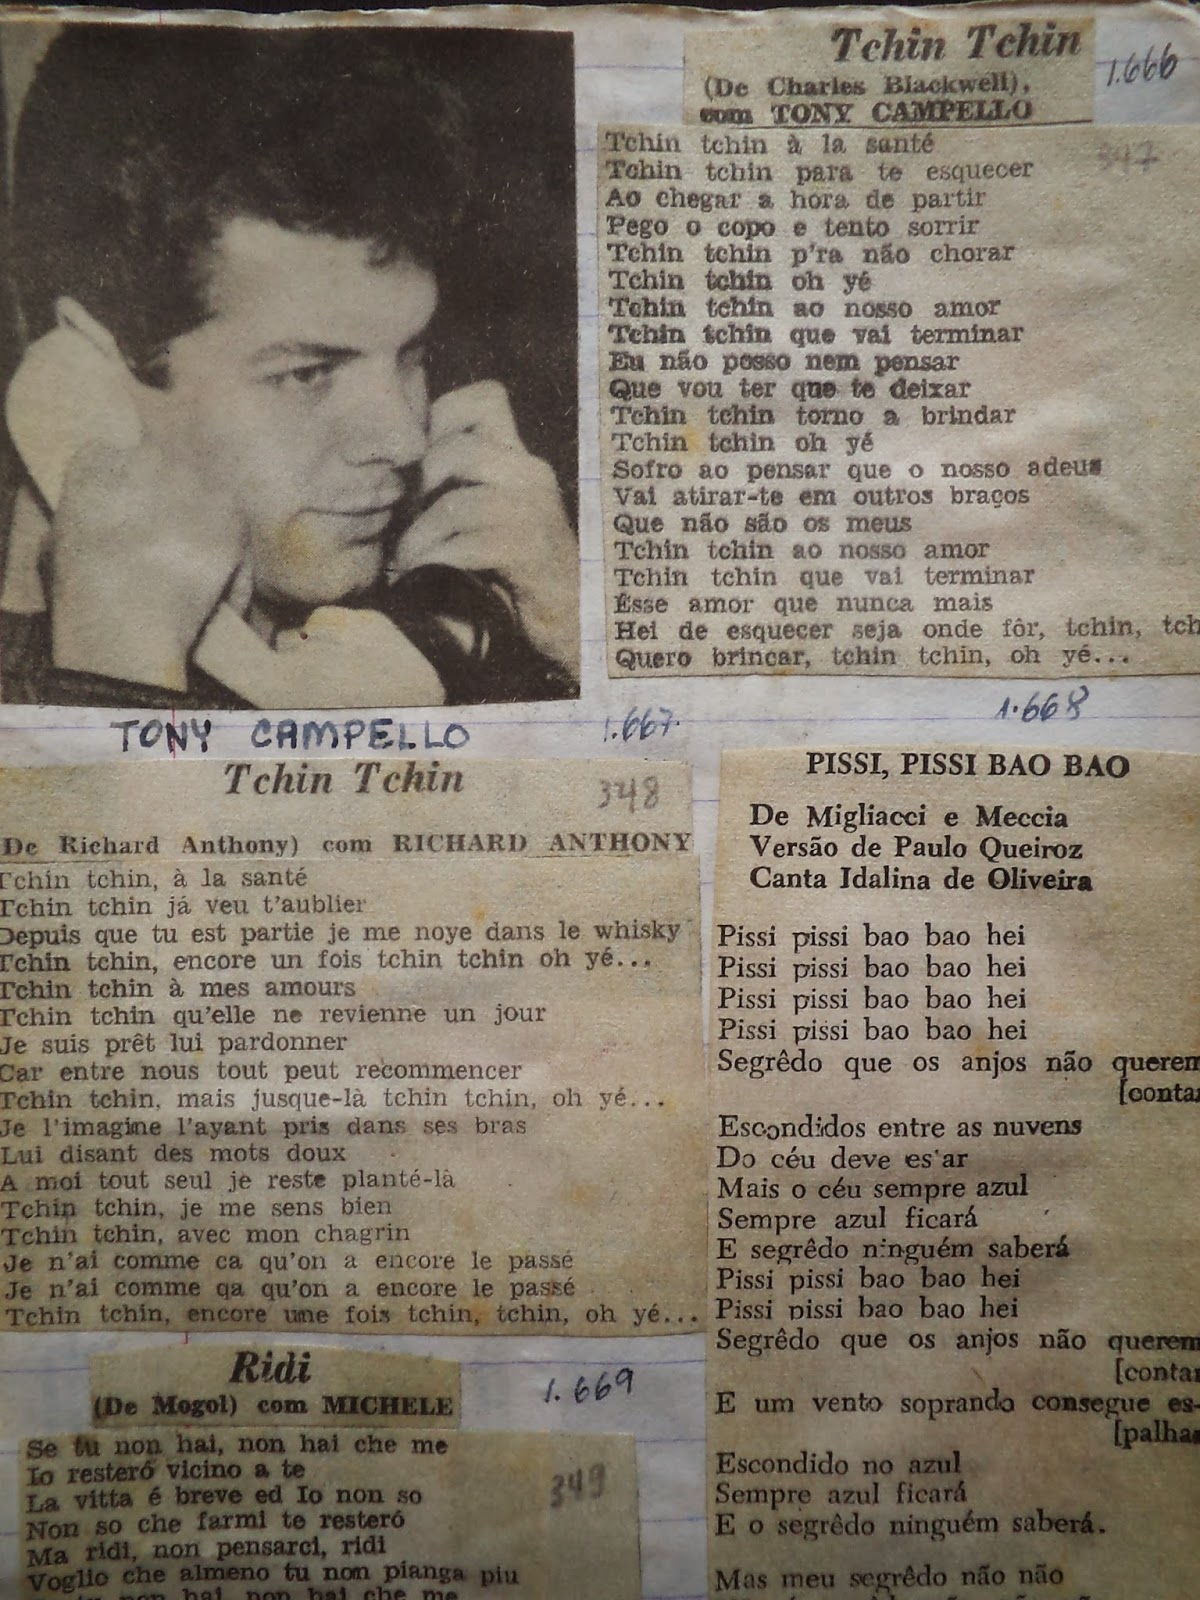 Tchin Tchin
1.666
(De Charles Blackwell),
com TONY CAMPELLO
347
Tchin tchin à la santé
Tchin tchin para te esquecer
Ao chegar a hora de partir
Pego o copo e tento sorrir
Tchin tchin p'ra não chorar
Tchin tchin oh yé
Tchin tchin ao nosso amor
Tchin tchin que vai terminar
Eu não posso nem pensar
Que vou ter que te deixar
Tchin tchin torno a brindar
Tchin tchin oh yé
Sofro ao pensar que o nosso adeus
Vai atirar-te em outros braços
Que não são os meus
Tchin tchin ao nosso amor
Tchin tchin que vai terminar
Ésse amor que nunca mais
Hei de esquecer seja onde fôr, tchin, tch
Quero brincar, tchin tchin, oh yé...
TONY CAMPELLO
1.667.
Tchin Tchin
348
De Richard Anthony) com RICHARD ANTHONY
Tchin tchin, à la santé
Tchin tchin já veu t'aublier
Depuis que tu est partie je me noye dans le whisky
Tchin tchin, encore un fois tchin tchin oh yé...
Tchin tchin à mes amours
Tchin tchin qu'elle ne revienne un jour
Je suis prêt lui pardonner
Car entre nous tout peut recommencer
Tchin tchin, mais jusque-là tchin tchin, oh yé...
Je l'imagine l'ayant pris dans ses bras
Lui disant des mots doux
A moi tout seul je reste planté-là
Tchin tchin, je me sens bien
Tchin tchin, avec mon chagrin
Je n'ai comme ca qu'on a encore le passé
Je n'ai comme qa qu'on a encore le passé
Tchin tchin, encore une fois tchin, tchin, oh yé...
1.668
PISSI, PISSI BAO BAO
De Migliacci e Meccia
Versão de Paulo Queiroz
Canta Idalina de Oliveira
Pissi pissi bao bao hei
Pissi pissi bao bao hei
Pissi pissi bao bao hei
Pissi pissi bao bao hei
Segrêdo que os anjos não querem
[contar
Escondidos entre as nuvens
Do céu deve es'ar
Mais o céu sempre azul
Sempre azul ficará
E segrêdo ninguém saberá
Pissi pissi bao bao hei
Pissi pissi bao bao hei
Segrêdo que os anjos não querem
[contar
E um vento soprando consegue es-
[palhar
Escondido no azul
Sempre azul ficará
E o segrêdo ninguém saberá.
Mas meu segrêdo não não
Ridi
1.669
(De Mogol) com MICHELE
349
Se tu non hai, non hai che me
Io resteró vicino a te
La vitta é breve ed Io non so
Non so che farmi te resteró
Ma ridi, non pensarci, ridi
Voglio che almeno tu non pianga piu
tu non hai, non hai che me